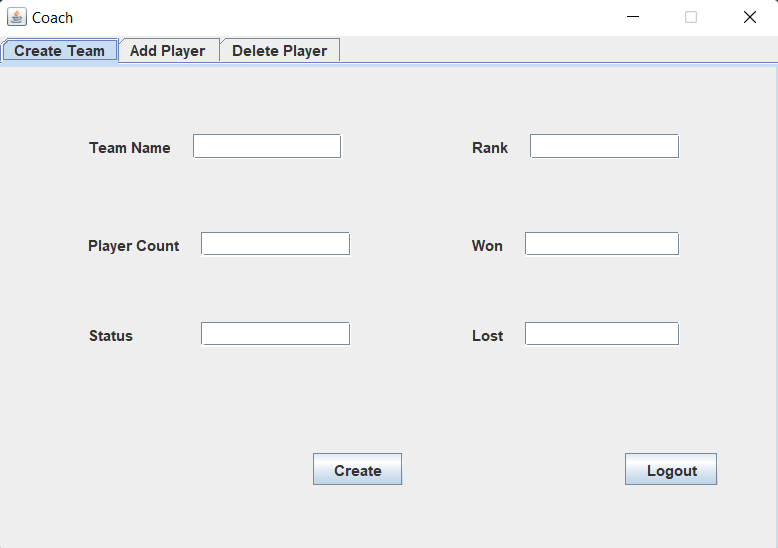 Coach
Create Team Add Player Delete Player
Team Name Rank
Player Count Won
Status Lost
Create Logout